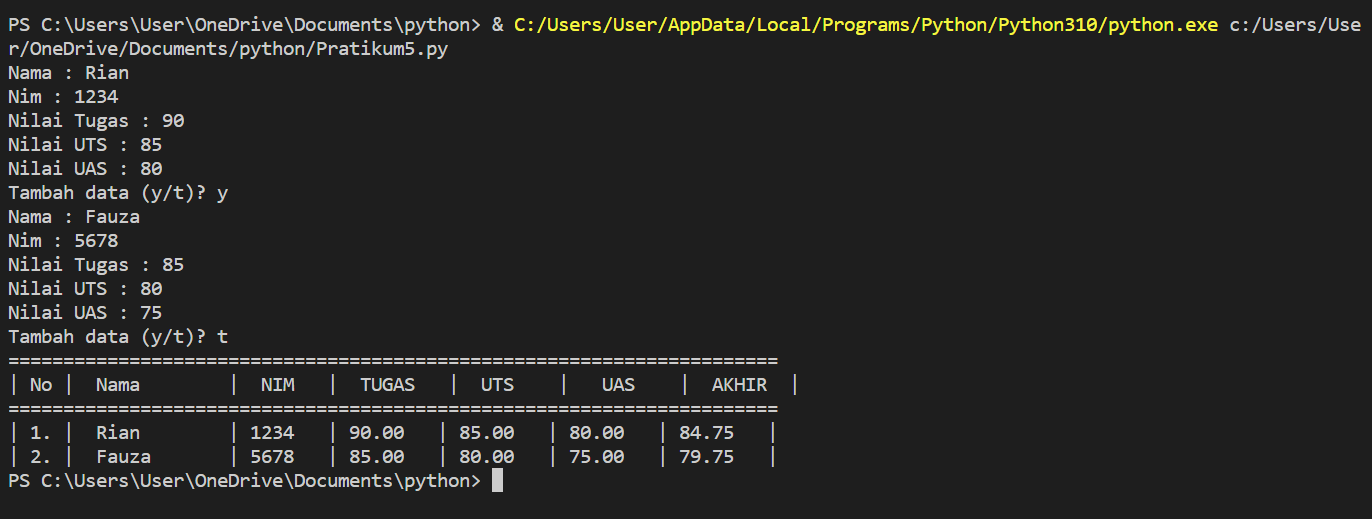 PS C:\Users\User\OneDrive\Documents\python> & C:/Users/User/AppData/Local/Programs/Python/Python310/python.exe c:/Users/Use
r/OneDrive/Documents/python/Pratikum5.py
Nama : Rian
Nim : 1234
Nilai Tugas : 90
Nilai UTS : 85
Nilai UAS : 80
Tambah data (y/t)? y
Nama : Fauza
Nim : 5678
Nilai Tugas : 85
Nilai UTS : 80
Nilai UAS : 75
Tambah data (y/t)? t
======================================================================
| No |  Nama        |  NIM   |  TUGAS   |  UTS    |   UAS    |  AKHIR  |
======================================================================
| 1. |  Rian        | 1234   | 90.00   | 85.00   | 80.00   | 84.75   |
| 2. |  Fauza       | 5678   | 85.00   | 80.00   | 75.00   | 79.75   |
PS C:\Users\User\OneDrive\Documents\python>